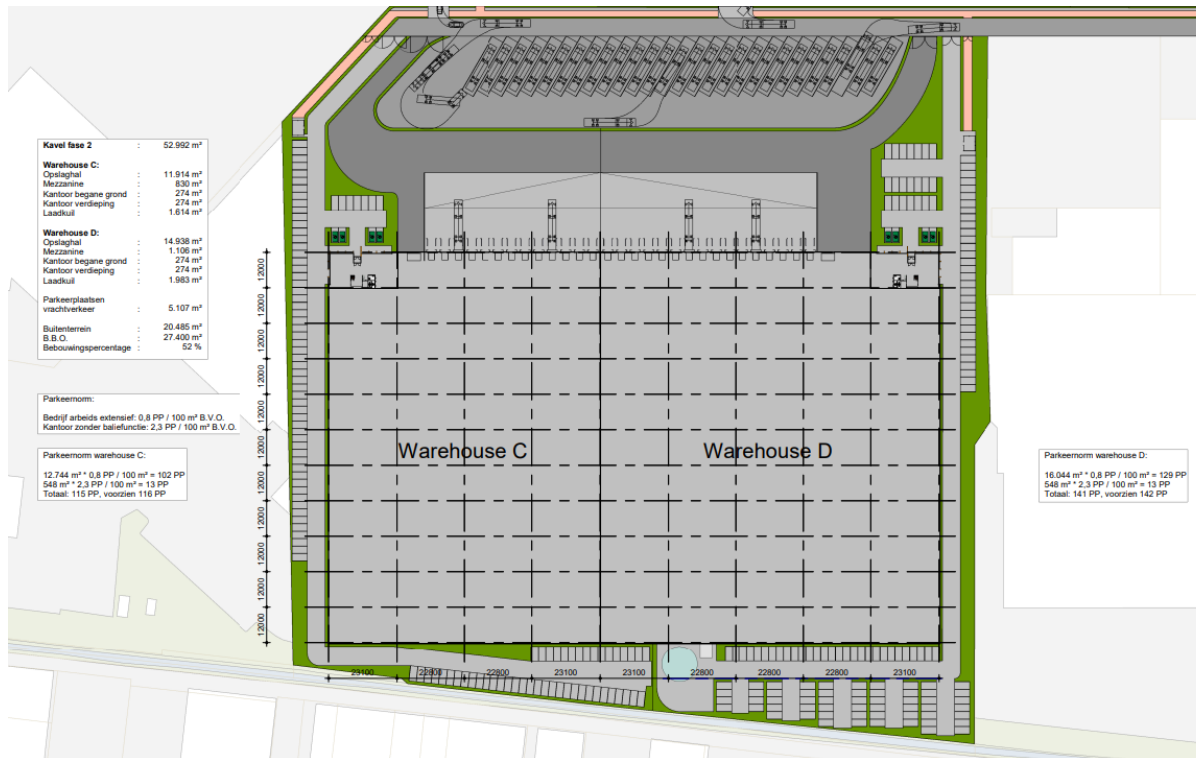 Kavel fase 2 : 52.992 m²
Warehouse C:
Opslaghal : 11.914 m²
Mezzanine : 830 m²
Kantoor begane grond : 274 m²
Kantoor verdieping : 274 m²
Laadkuil : 1.614 m²
Warehouse D:
Opslaghal : 14.938 m²
Mezzanine : 1.106 m²
Kantoor begane grond : 274 m²
Kantoor verdieping : 274 m²
Laadkuil : 1.983 m²
Parkeerplaatsen
vrachtverkeer : 5.107 m²
Buitenterrein : 20.485 m²
B.B.O. : 27.400 m²
Bebouwingspercentage : 52 %
Parkeernorm:
Bedrijf arbeids extensief: 0,8 PP / 100 m² B.V.O.
Kantoor zonder baliefunctie: 2,3 PP / 100 m² B.V.O.
Parkeernorm warehouse C:
12.744 m² * 0,8 PP / 100 m² = 102 PP
548 m² * 2,3 PP / 100 m² = 13 PP
Totaal: 115 PP, voorzien 116 PP
12000
12000
12000
12000
12000
12000
12000
12000
12000
12000
12000
Warehouse C
Warehouse D
Parkeernorm warehouse D:
16.044 m² * 0,8 PP / 100 m² = 129 PP
548 m² * 2,3 PP / 100 m² = 13 PP
Totaal: 141 PP, voorzien 142 PP
23100 22800 22800 23100 23100 22800 22800 22800 23100